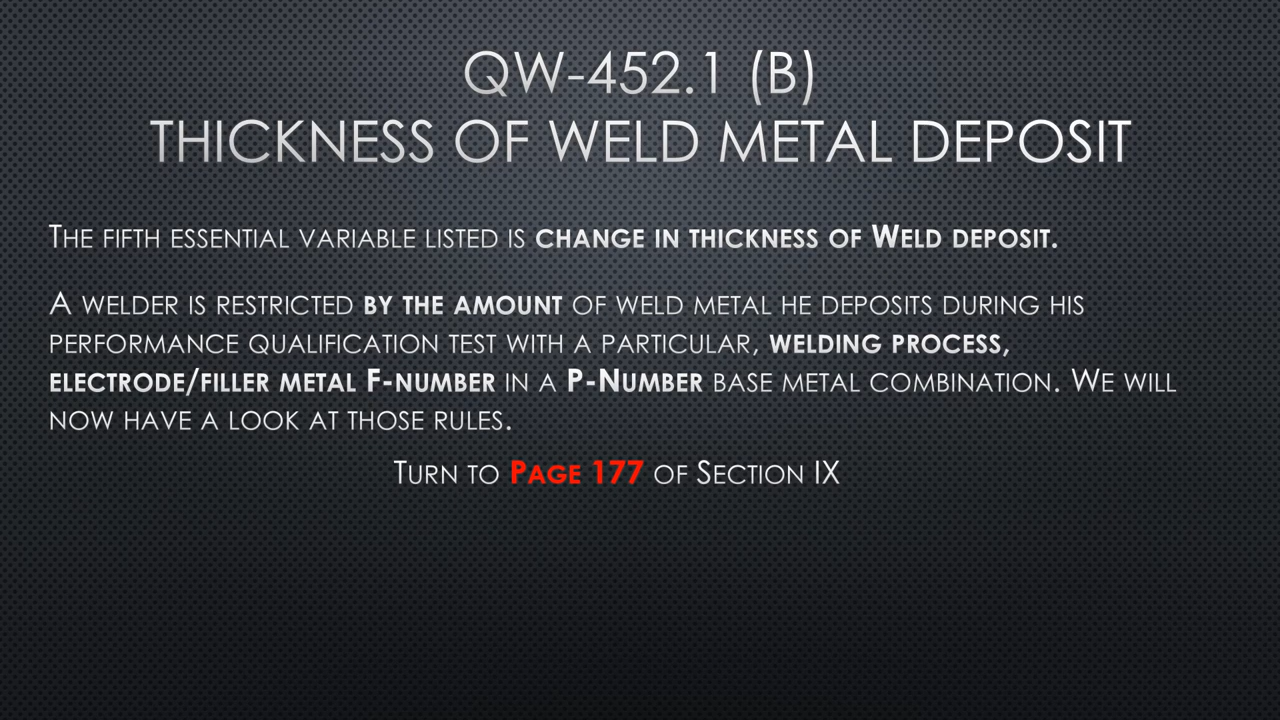 QW-452.1 (B)
THICKNESS OF WELD METAL DEPOSIT
THE FIFTH ESSENTIAL VARIABLE LISTED IS CHANGE IN THICKNESS OF WELD DEPOSIT.
A WELDER IS RESTRICTED BY THE AMOUNT OF WELD METAL HE DEPOSITS DURING HIS
PERFORMANCE QUALIFICATION TEST WITH A PARTICULAR, WELDING PROCESS,
ELECTRODE/FILLER METAL F-NUMBER IN A P-NUMBER BASE METAL COMBINATION. WE WILL
NOW HAVE A LOOK AT THOSE RULES.
TURN TO PAGE 177 OF SECTION IX